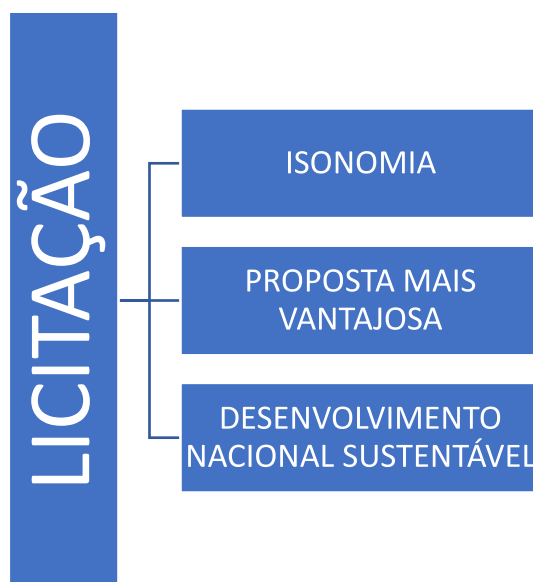 LICITAÇÃO
ISONOMIA
PROPOSTA MAIS
VANTAJOSA
DESENVOLVIMENTO
NACIONAL SUSTENTÁVEL